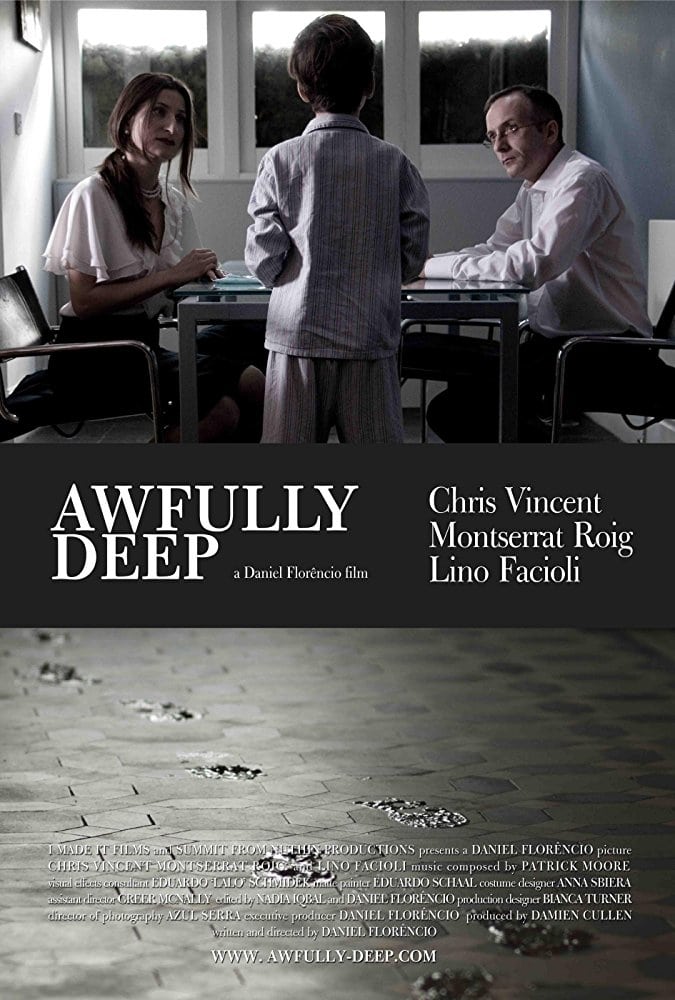 AWFULLY
DEEP
a Daniel Florêncio film
Chris Vincent
Montserrat Roig
Lino Facioli
I MADE IT FILMS and SUMMIT FROM NUTHIN PRODUCTIONS presents a DANIEL FLORÊNCIO picture
CHRIS VINCENT MONTSERRAT ROIG and LINO FACIOLI music composed by PATRICK MOORE
visual effects consultant EDUARDO 'LALO' SCHMIDEK matte painter EDUARDO SCHAAL costume designer ANNA SBIERA
assistant director GREER MCNALLY edited by NADIA IQBAL and DANIEL FLORÊNCIO production designer BIANCA TURNER
director of photography AZUL SERRA executive producer DANIEL FLORÊNCIO produced by DAMIEN CULLEN
written and directed by DANIEL FLORÊNCIO
WWW. AWFULLY-DEEP.COM